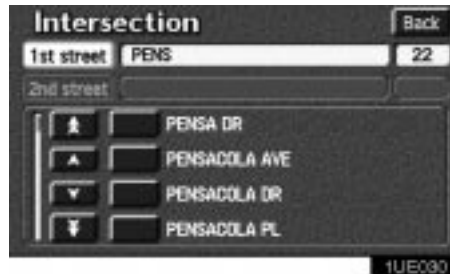 Intersection Back
1st street PENS 22
2nd street
PENSA DR
PENSACOLA AVE
PENSACOLA DR
PENSACOLA PL
1UE030